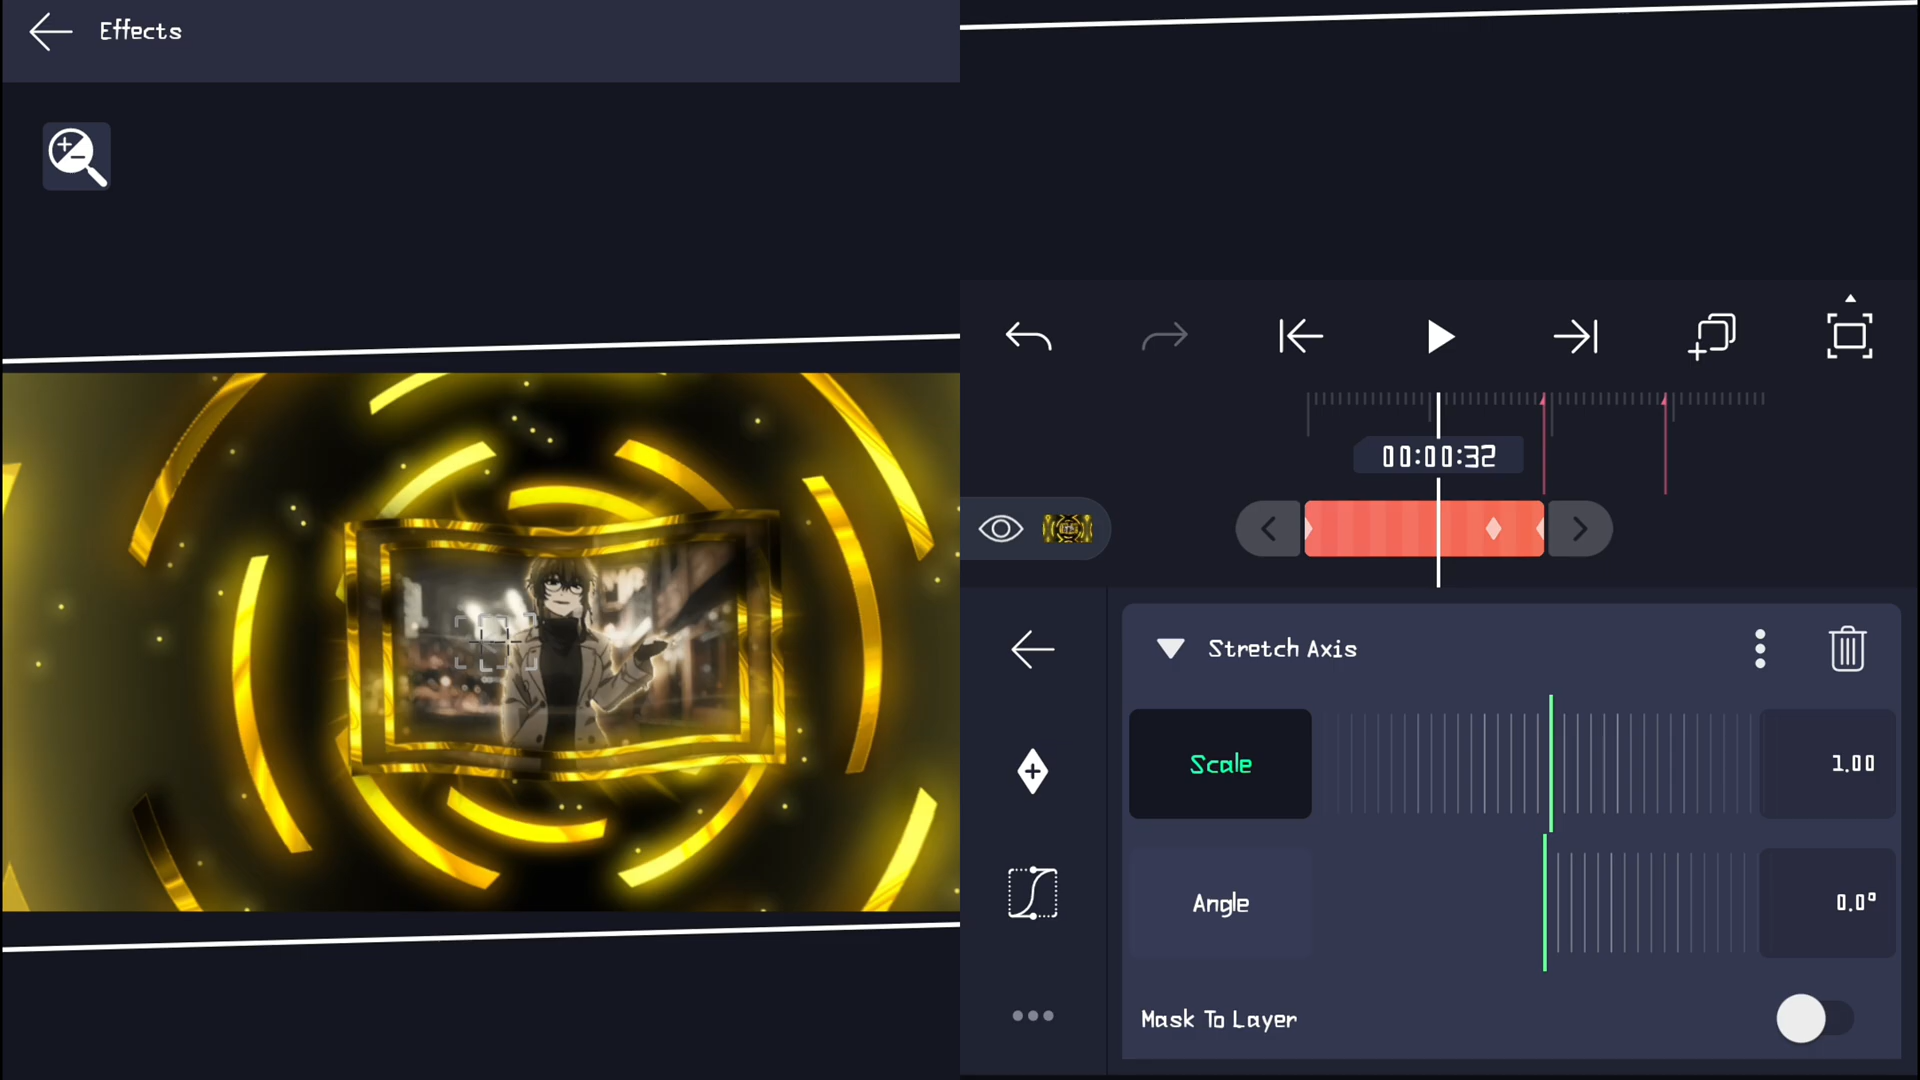 Effects
00:00:32
Stretch Axis
Scale
1.00
Angle
0.0°
Mask To Layer